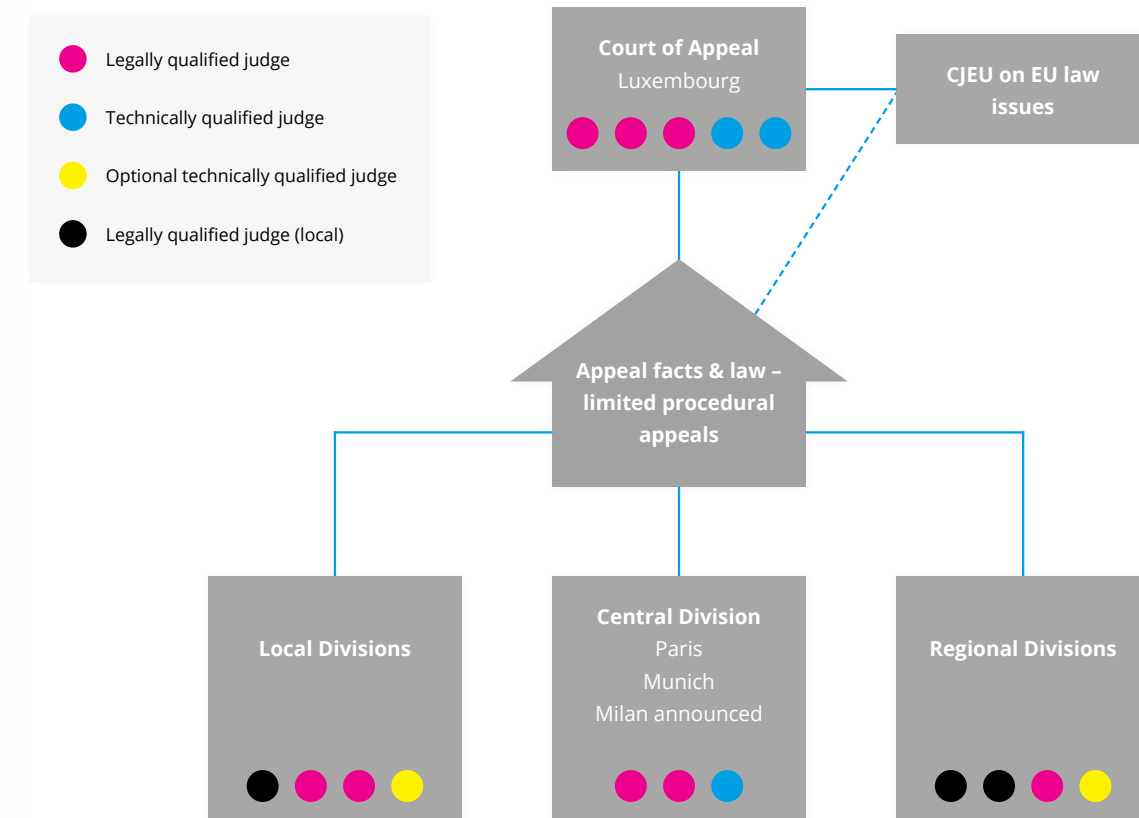 Legally qualified judge
Technically qualified judge
Optional technically qualified judge
Legally qualified judge (local)
Court of Appeal
Luxembourg
CJEU on EU law
issues
Appeal facts & law –
limited procedural
appeals
Local Divisions
Central Division
Paris
Munich
Milan announced
Regional Divisions